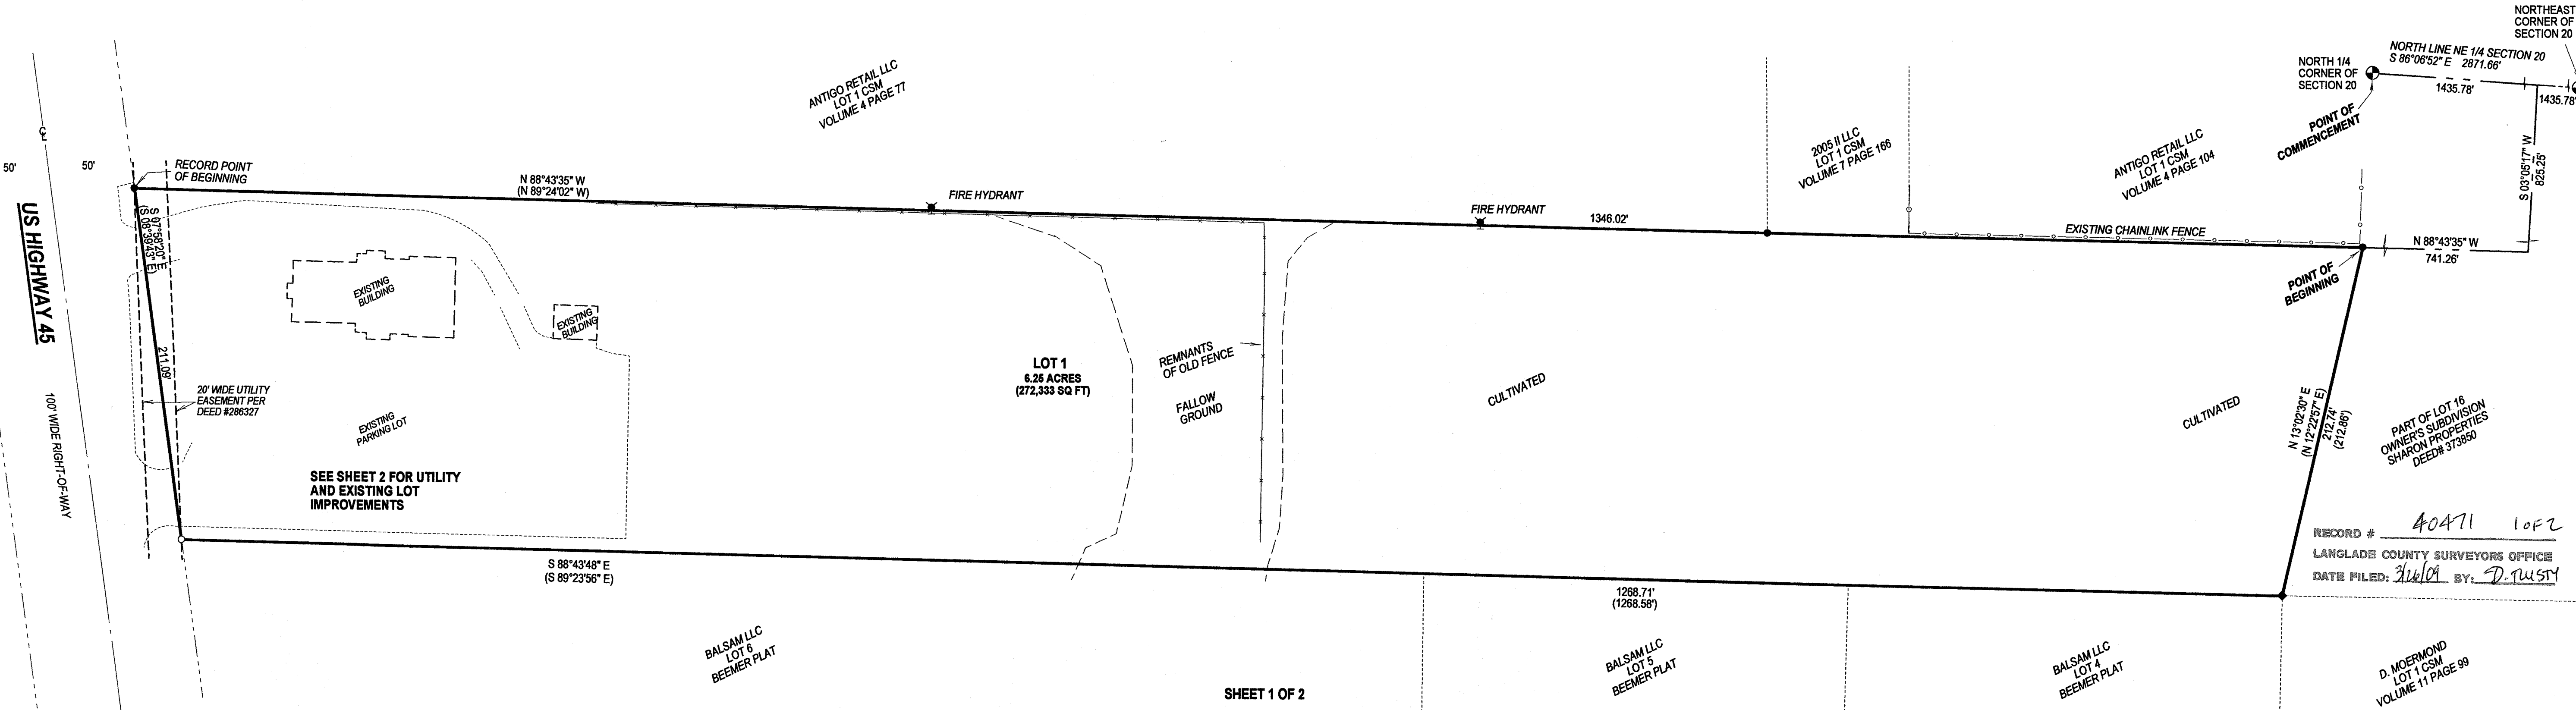 NORTHEAST
CORNER OF
SECTION 20
NORTH LINE NE 1/4 SECTION 20
S 86°06'52" E 2871.66'
NORTH 1/4
CORNER OF
SECTION 20
1435.78'
1435.78'
POINT OF
COMMENCEMENT
S 03°05'17" W
825.25'
ANTIGO RETAIL LLC
LOT 1 CSM
VOLUME 4 PAGE 77
2005 II LLC
LOT 1 CSM
VOLUME 7 PAGE 166
ANTIGO RETAIL LLC
LOT 1 CSM
VOLUME 4 PAGE 104
50'
CL
50'
RECORD POINT
OF BEGINNING
N 88°43'35" W
(N 89°24'02" W)
FIRE HYDRANT
FIRE HYDRANT
1346.02'
EXISTING CHAINLINK FENCE
N 88°43'35" W
741.26'
POINT OF
BEGINNING
US HIGHWAY 45
100' WIDE RIGHT-OF-WAY
S 07°58'20" E
(S 08°39'43" E)
211.09'
20' WIDE UTILITY
EASEMENT PER
DEED #286327
EXISTING
BUILDING
EXISTING
BUILDING
EXISTING
PARKING LOT
SEE SHEET 2 FOR UTILITY
AND EXISTING LOT
IMPROVEMENTS
LOT 1
6.25 ACRES
(272,333 SQ FT)
REMNANTS
OF OLD FENCE
FALLOW
GROUND
CULTIVATED
CULTIVATED
N 13°02'30" E
(N 12°22'57" E)
212.74'
(212.86')
PART OF LOT 16
OWNER'S SUBDIVISION
SHARON PROPERTIES
DEED# 373850
RECORD # 40471 1 OF 2
LANGLADE COUNTY SURVEYORS OFFICE
DATE FILED: 3/26/09 BY: D. TLUSTY
S 88°43'48" E
(S 89°23'56" E)
1268.71'
(1268.58')
BALSAM LLC
LOT 6
BEEMER PLAT
BALSAM LLC
LOT 5
BEEMER PLAT
BALSAM LLC
LOT 4
BEEMER PLAT
D. MOERMOND
LOT 1 CSM
VOLUME 11 PAGE 99
SHEET 1 OF 2